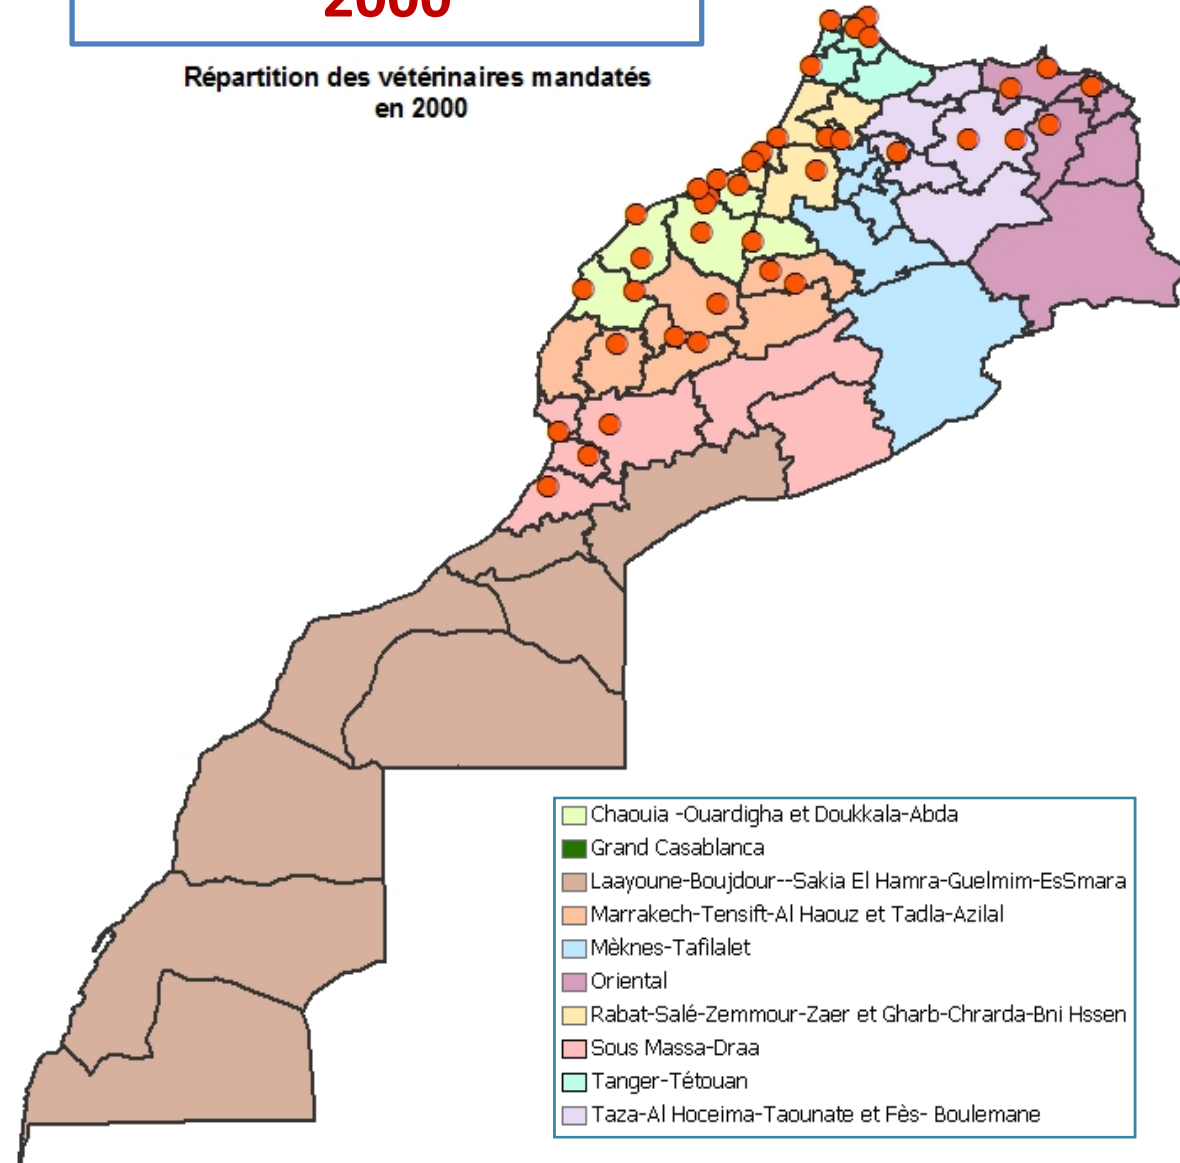 2000
Répartition des vétérinaires mandatés
en 2000
Chaouia -Ouardigha et Doukkala-Abda
Grand Casablanca
Laayoune-Boujdour--Sakia El Hamra-Guelmim-EsSmara
Marrakech-Tensift-Al Haouz et Tadla-Azilal
Mèknes-Tafilalet
Oriental
Rabat-Salé-Zemmour-Zaer et Gharb-Chrarda-Bni Hssen
Sous Massa-Draa
Tanger-Tétouan
Taza-Al Hoceima-Taounate et Fès- Boulemane